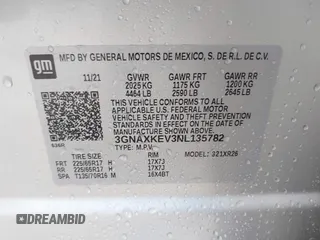 gm
MFD BY GENERAL MOTORS DE MEXICO, S. DE R.L. DE C.V.
11/21 GVWR GAWR FRT GAWR RR
2025 KG 1175 KG 1200 KG
4464 LB 2590 LB 2645 LB
THIS VEHICLE CONFORMS TO ALL APPLICABLE
U.S. FEDERAL MOTOR VEHICLE SAFETY AND
THEFT PREVENTION STANDARDS IN EFFECT ON
THE DATE OF MANUFACTURE SHOWN ABOVE.
3GNAXKEV3NL135782
TYPE: M.P.V. MODEL: 321XR26
TIRE SIZE SPEED RTG RIM
FRT 225/65R17 H 17X7J
RR 225/65R17 H 17X7J
SPA T135/70R16 M 16X4BT